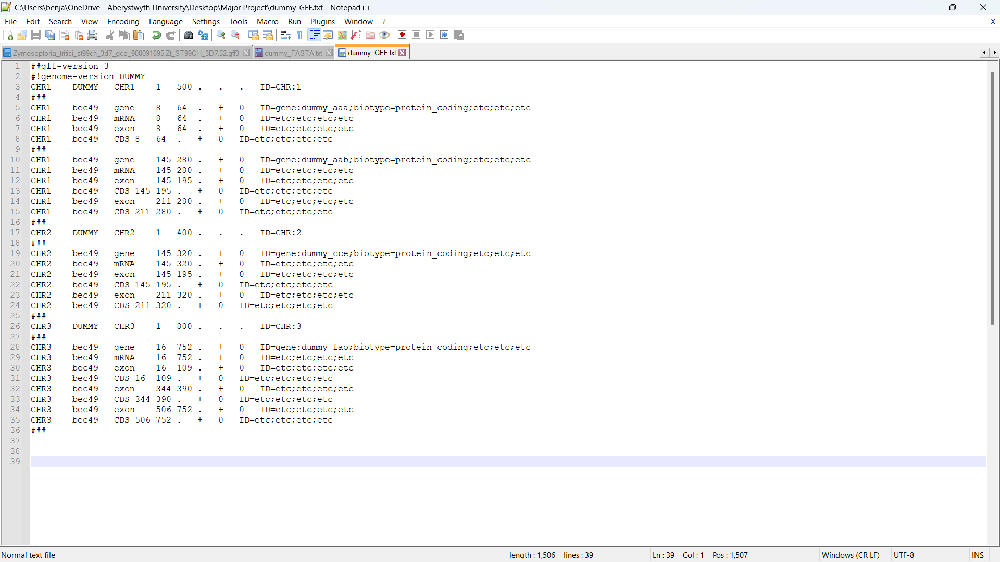 C:\Users\benja\OneDrive - Aberystwyth University\Desktop\Major Project\dummy_GFF.txt - Notepad++
File Edit Search View Encoding Language Settings Tools Macro Run Plugins Window ? X
Zymoseptoria_tritici_st99ch_3d7_gca_900091695.Zt_ST99CH_3D7.52.gff3 dummy_FASTA.txt dummy_GFF.txt
1 ##gff-version 3
2 #!genome-version DUMMY
3 CHR1 DUMMY CHR1 1 500 . . . ID=CHR:1
4 ###
5 CHR1 bec49 gene 8 64 . + 0 ID=gene:dummy_aaa;biotype=protein_coding;etc;etc;etc
6 CHR1 bec49 mRNA 8 64 . + 0 ID=etc;etc;etc;etc
7 CHR1 bec49 exon 8 64 . + 0 ID=etc;etc;etc;etc
8 CHR1 bec49 CDS 8 64 . + 0 ID=etc;etc;etc;etc
9 ###
10 CHR1 bec49 gene 145 280 . + 0 ID=gene:dummy_aab;biotype=protein_coding;etc;etc;etc
11 CHR1 bec49 mRNA 145 280 . + 0 ID=etc;etc;etc;etc
12 CHR1 bec49 exon 145 195 . + 0 ID=etc;etc;etc;etc
13 CHR1 bec49 CDS 145 195 . + 0 ID=etc;etc;etc;etc
14 CHR1 bec49 exon 211 280 . + 0 ID=etc;etc;etc;etc
15 CHR1 bec49 CDS 211 280 . + 0 ID=etc;etc;etc;etc
16 ###
17 CHR2 DUMMY CHR2 1 400 . . . ID=CHR:2
18 ###
19 CHR2 bec49 gene 145 320 . + 0 ID=gene:dummy_cce;biotype=protein_coding;etc;etc;etc
20 CHR2 bec49 mRNA 145 320 . + 0 ID=etc;etc;etc;etc
21 CHR2 bec49 exon 145 195 . + 0 ID=etc;etc;etc;etc
22 CHR2 bec49 CDS 145 195 . + 0 ID=etc;etc;etc;etc
23 CHR2 bec49 exon 211 320 . + 0 ID=etc;etc;etc;etc
24 CHR2 bec49 CDS 211 320 . + 0 ID=etc;etc;etc;etc
25 ###
26 CHR3 DUMMY CHR3 1 800 . . . ID=CHR:3
27 ###
28 CHR3 bec49 gene 16 752 . + 0 ID=gene:dummy_fao;biotype=protein_coding;etc;etc;etc
29 CHR3 bec49 mRNA 16 752 . + 0 ID=etc;etc;etc;etc
30 CHR3 bec49 exon 16 109 . + 0 ID=etc;etc;etc;etc
31 CHR3 bec49 CDS 16 109 . + 0 ID=etc;etc;etc;etc
32 CHR3 bec49 exon 344 390 . + 0 ID=etc;etc;etc;etc
33 CHR3 bec49 CDS 344 390 . + 0 ID=etc;etc;etc;etc
34 CHR3 bec49 exon 506 752 . + 0 ID=etc;etc;etc;etc
35 CHR3 bec49 CDS 506 752 . + 0 ID=etc;etc;etc;etc
36 ###
37
38
39
Normal text file length : 1,506 lines : 39 Ln : 39 Col : 1 Pos : 1,507 Windows (CR LF) UTF-8 INS